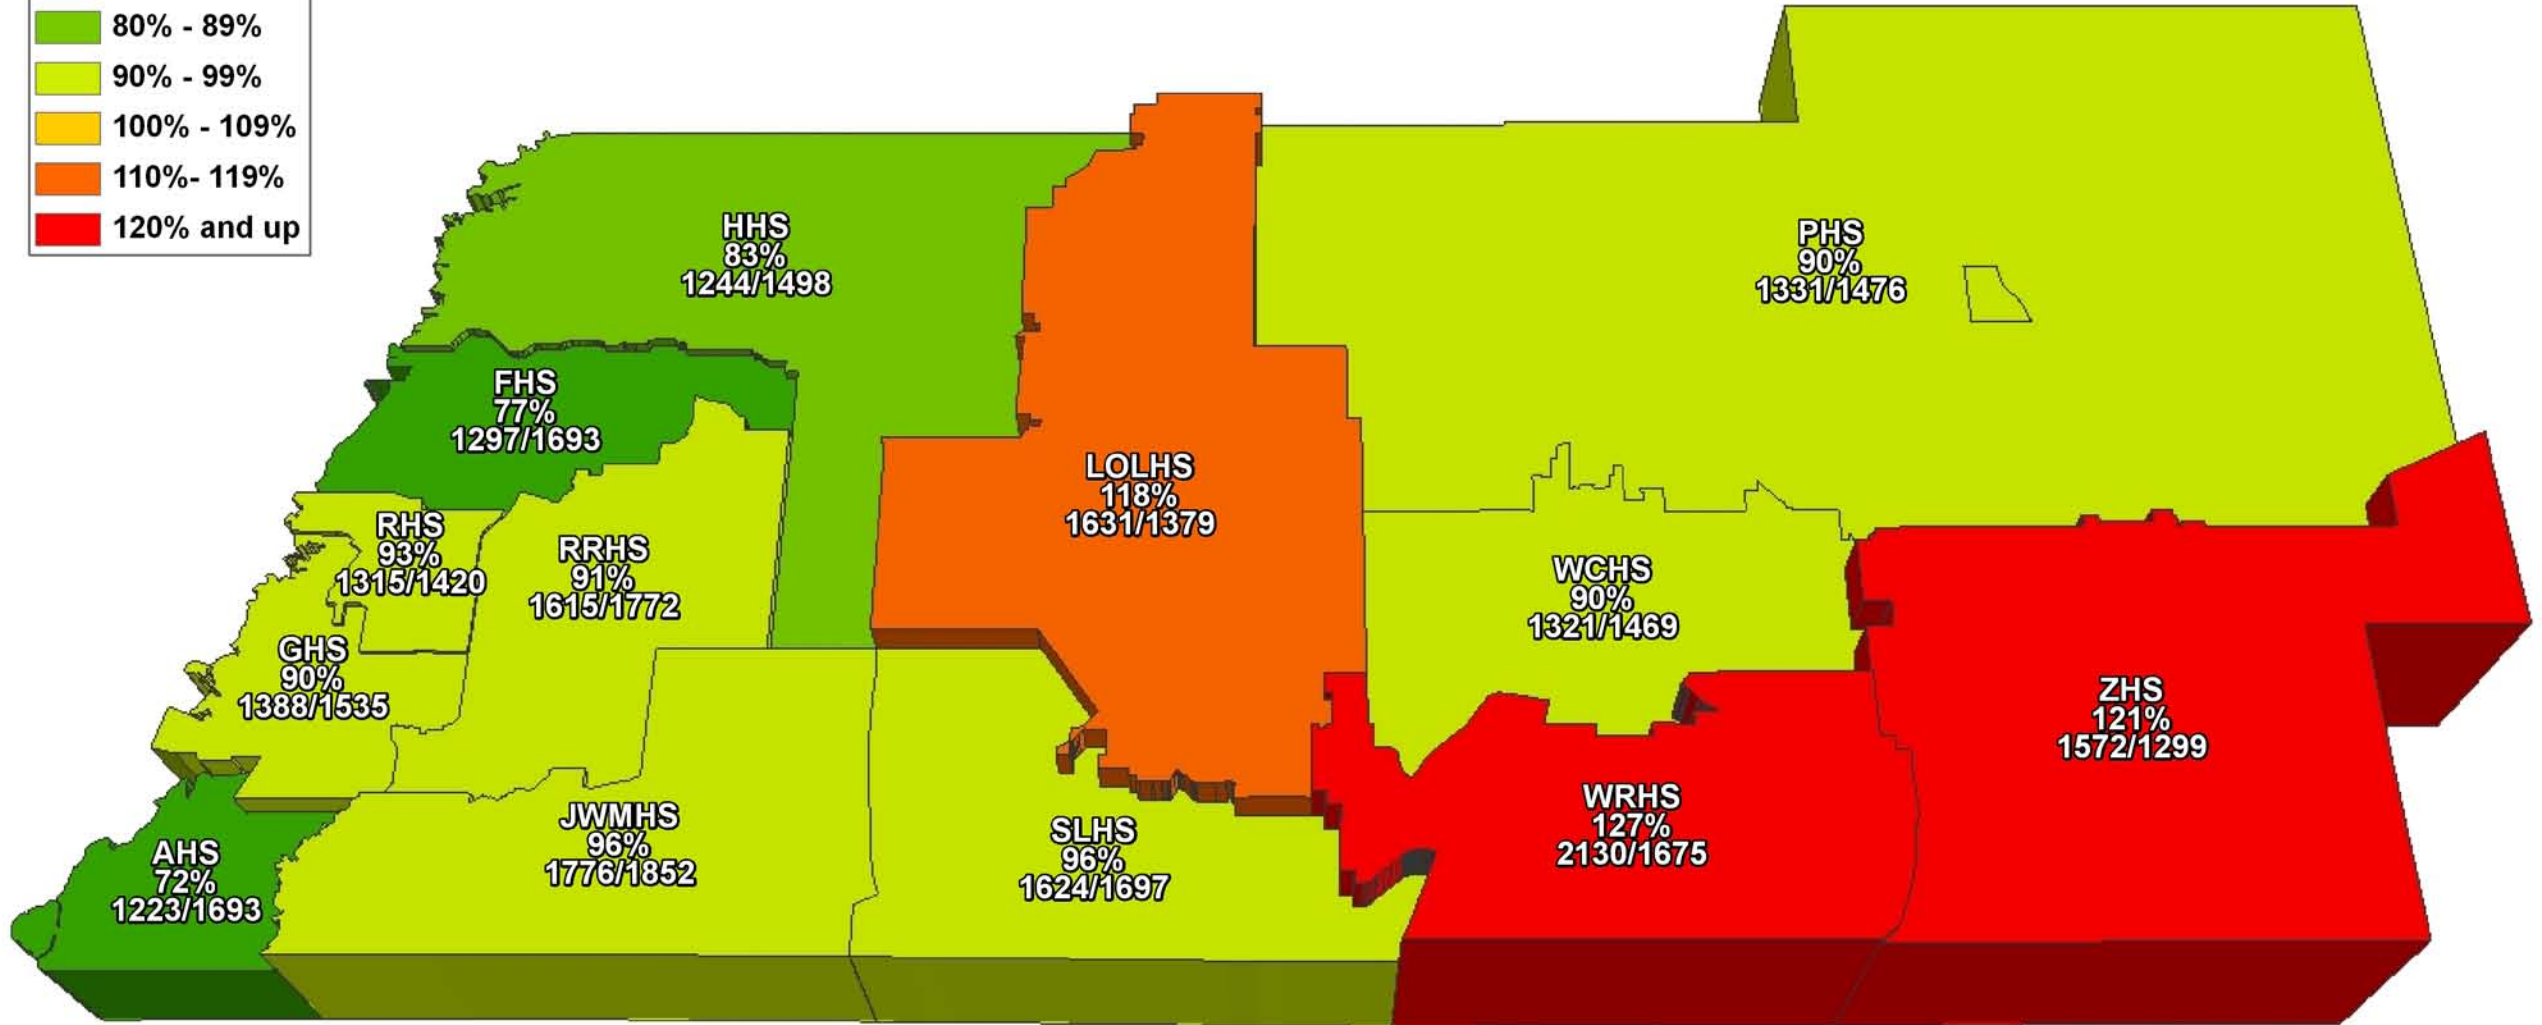 80% - 89%
90% - 99%
100% - 109%
110%- 119%
120% and up
HHS
83%
1244/1498
PHS
90%
1331/1476
FHS
77%
1297/1693
LOLHS
118%
1631/1379
RHS
93%
1315/1420
RRHS
91%
1615/1772
WCHS
90%
1321/1469
GHS
90%
1388/1535
ZHS
121%
1572/1299
WRHS
127%
2130/1675
JWMHS
96%
1776/1852
SLHS
96%
1624/1697
AHS
72%
1223/1693